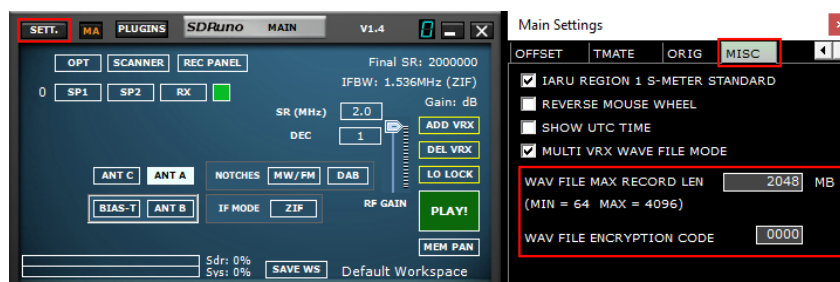 SETT. MA PLUGINS SDRuno MAIN V1.4
OPT SCANNER REC PANEL Final SR: 2000000
IFBW: 1.536MHz (ZIF)
0 SP1 SP2 RX Gain: dB
SR (MHz) 2.0
ADD VRX
DEC 1
DEL VRX
ANT C ANT A NOTCHES MW/FM DAB LO LOCK
BIAS-T ANT B IF MODE ZIF RF GAIN PLAY!
MEM PAN
Sdr: 0%
Sys: 0% SAVE WS Default Workspace
Main Settings
OFFSET TMATE ORIG MISC
IARU REGION 1 S-METER STANDARD
REVERSE MOUSE WHEEL
SHOW UTC TIME
MULTI VRX WAVE FILE MODE
WAV FILE MAX RECORD LEN 2048 MB
(MIN = 64 MAX = 4096)
WAV FILE ENCRYPTION CODE 0000